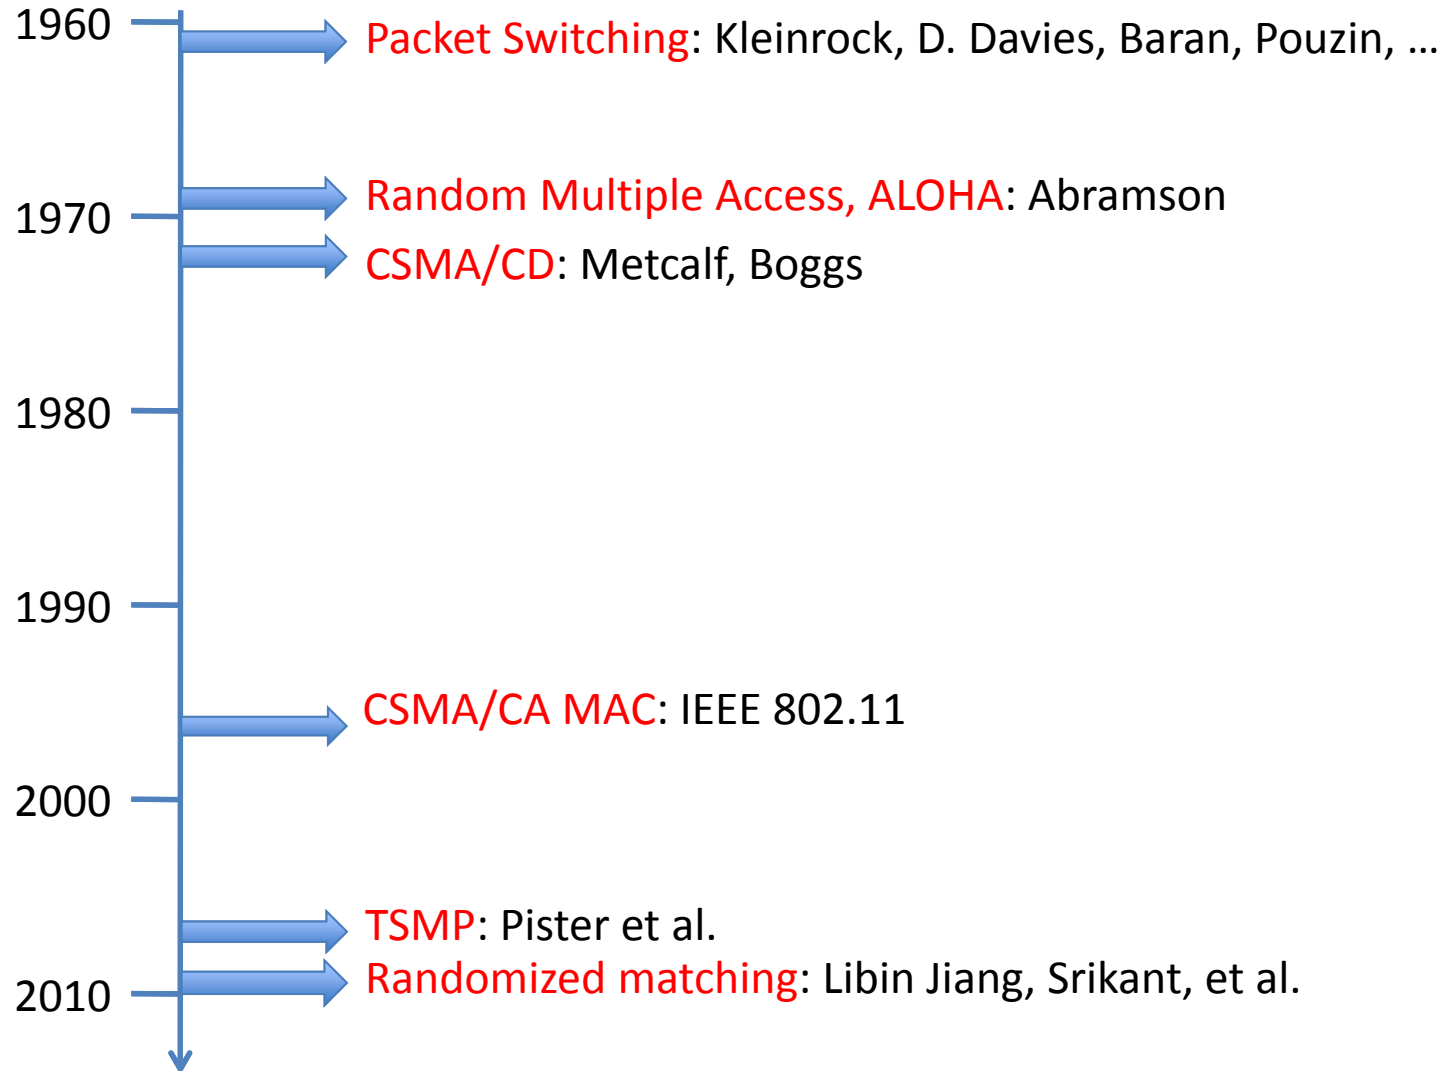 1960
Packet Switching: Kleinrock, D. Davies, Baran, Pouzin, …
Random Multiple Access, ALOHA: Abramson
1970
CSMA/CD: Metcalf, Boggs
1980
1990
CSMA/CA MAC: IEEE 802.11
2000
TSMP: Pister et al.
Randomized matching: Libin Jiang, Srikant, et al.
2010